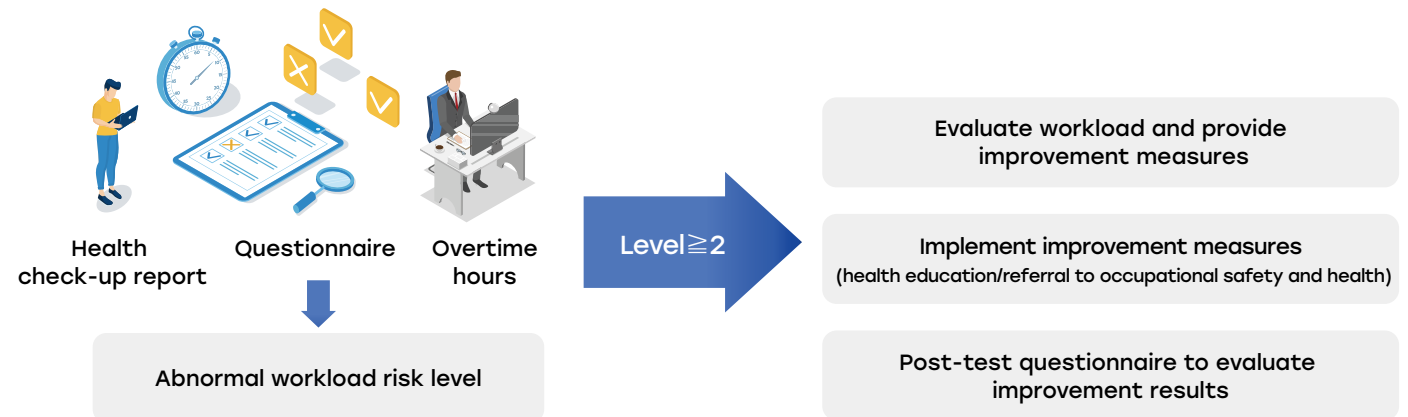 Health
check-up report
Questionnaire
Overtime
hours
Abnormal workload risk level
Level≧2
Evaluate workload and provide
improvement measures
Implement improvement measures
(health education/referral to occupational safety and health)
Post-test questionnaire to evaluate
improvement results